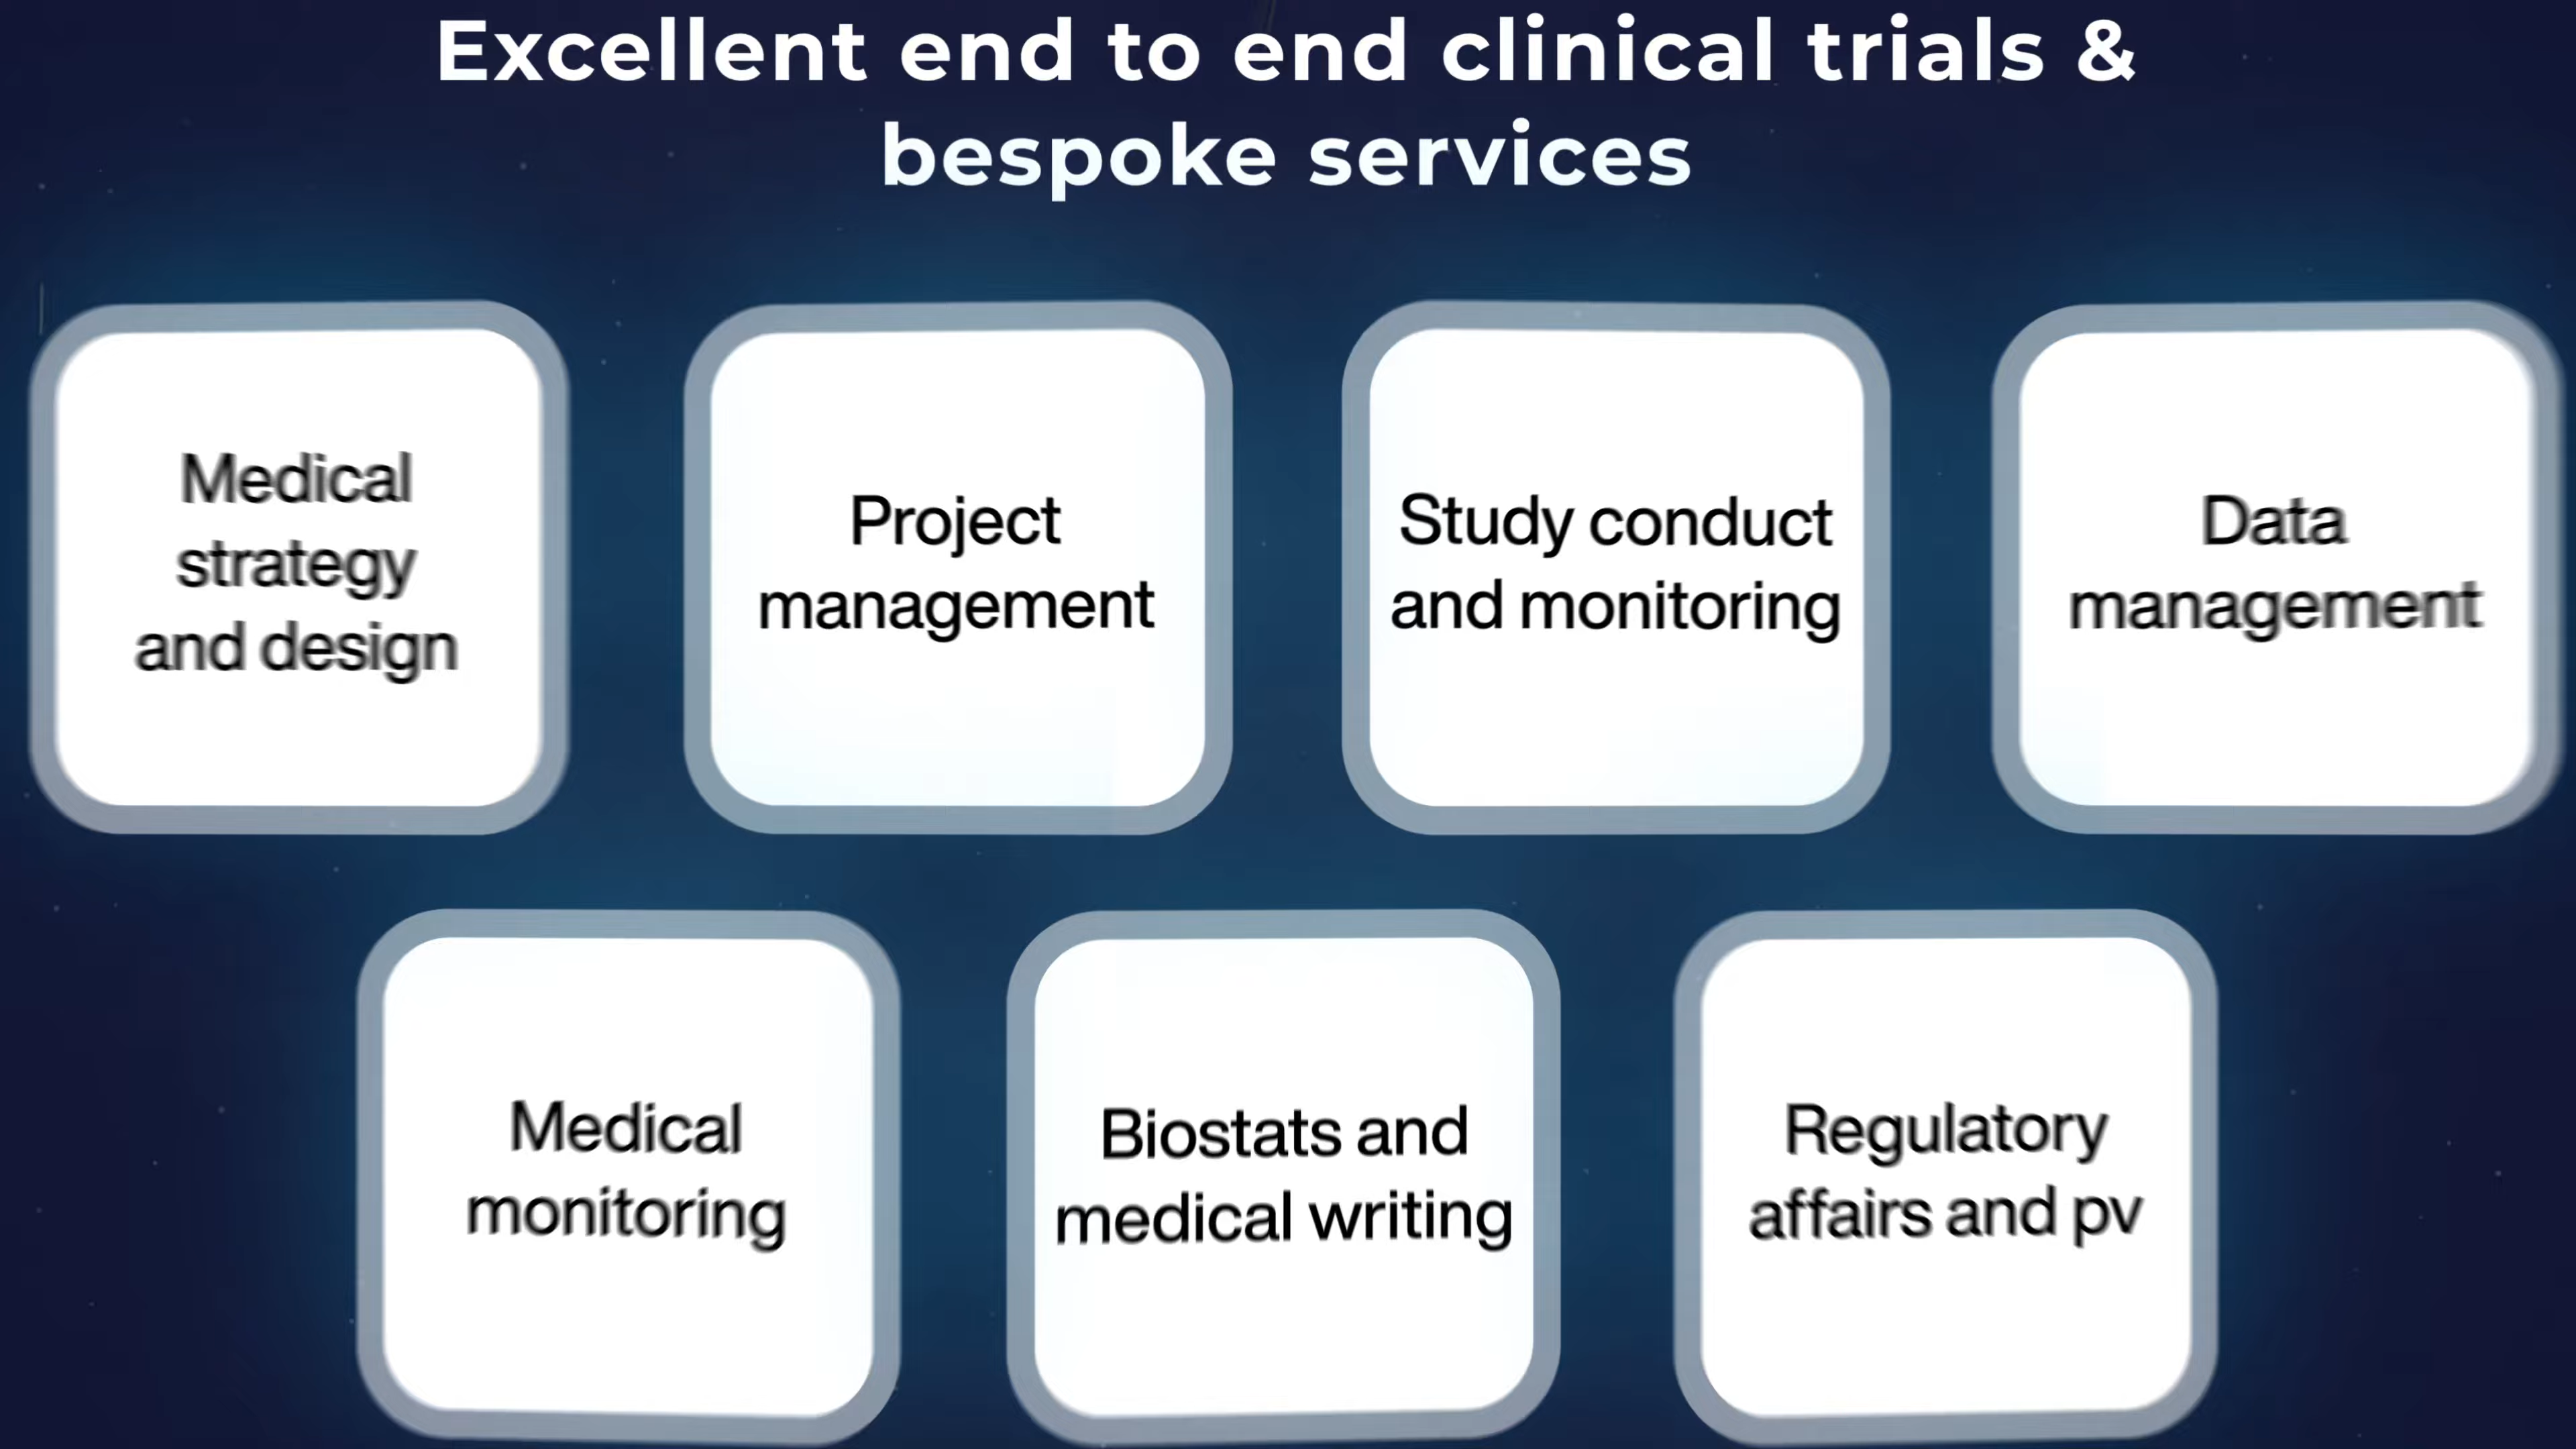 Excellent end to end clinical trials &
bespoke services
Medical
strategy
and design
Project
management
Study conduct
and monitoring
Data
management
Medical
monitoring
Biostats and
medical writing
Regulatory
affairs and pv